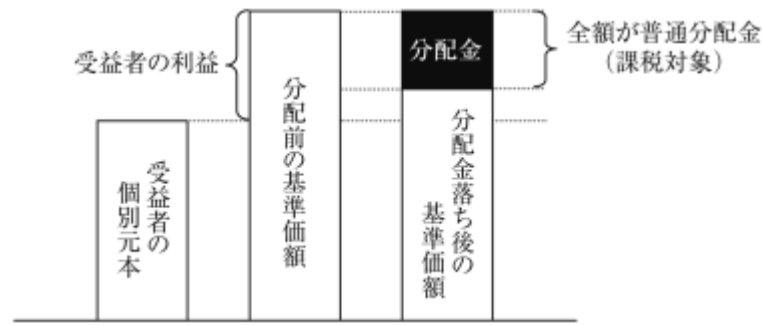 受益者の利益
受益者の
個別元本
分配前の基準価額
分配金
分配金落ち後の
基準価額
全額が普通分配金
（課税対象）